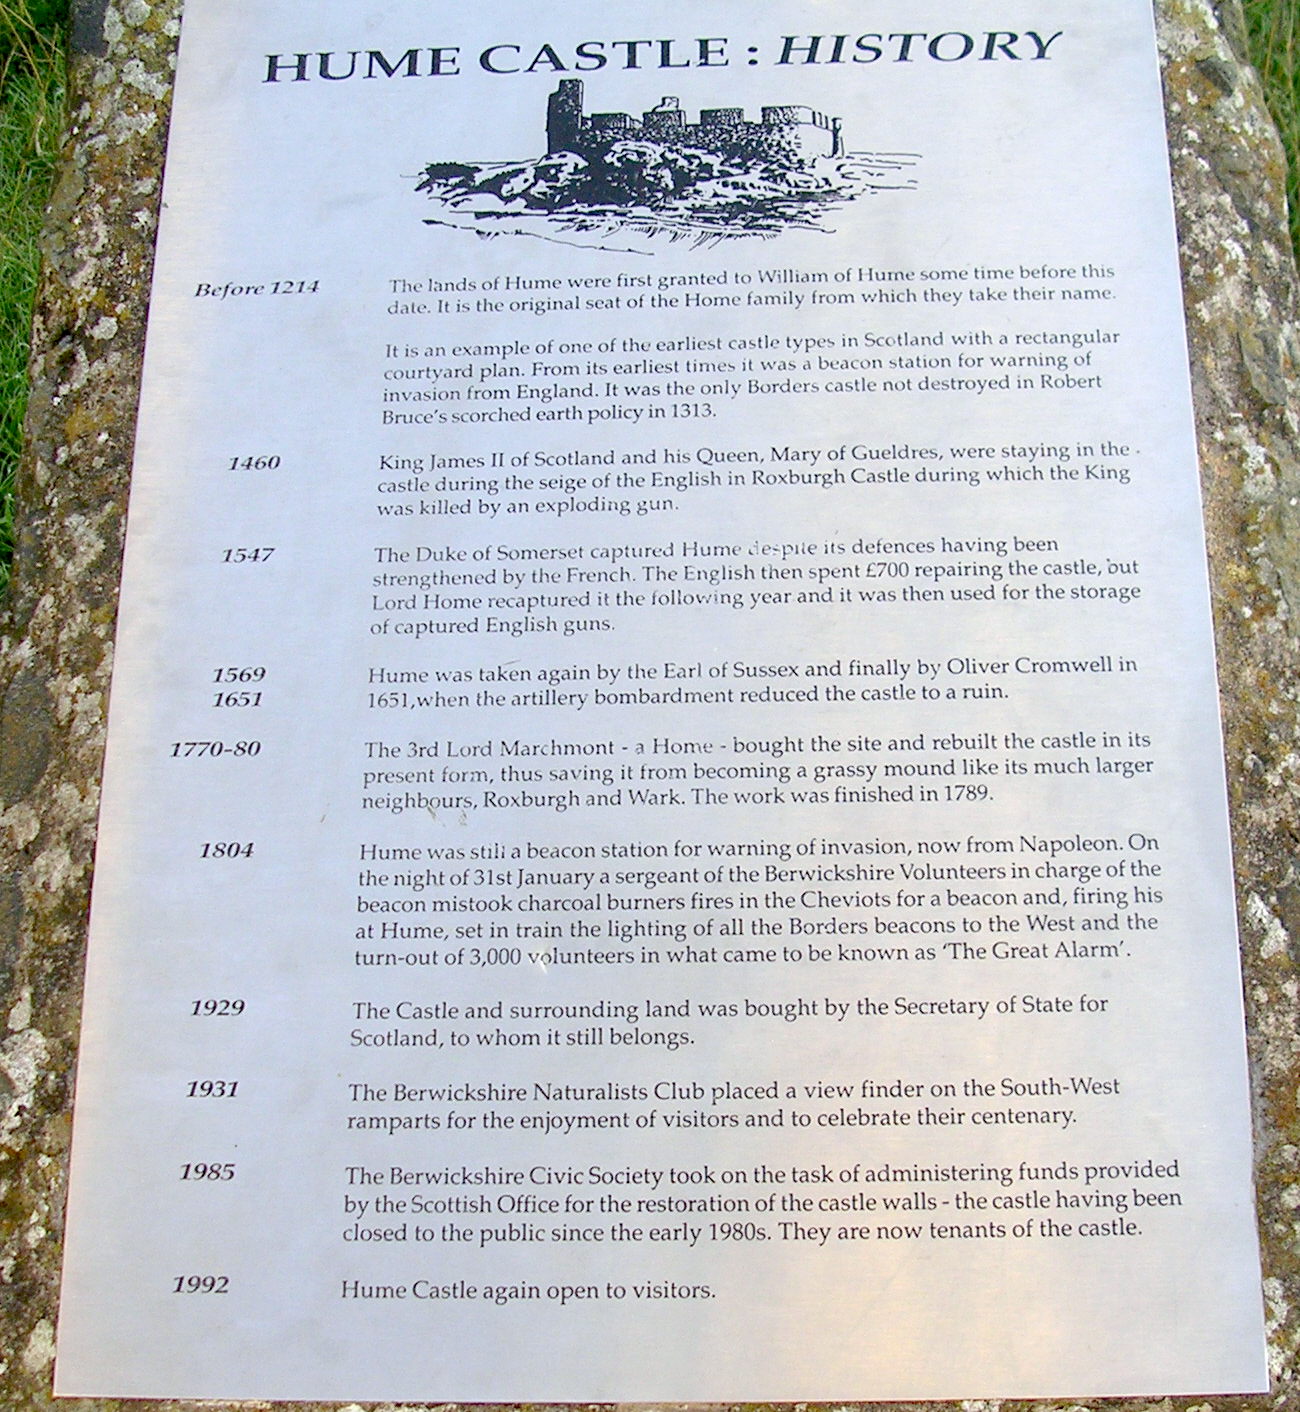 HUME CASTLE : HISTORY
Before 1214
The lands of Hume were first granted to William of Hume some time before this
date. It is the original seat of the Home family from which they take their name.
It is an example of one of the earliest castle types in Scotland with a rectangular
courtyard plan. From its earliest times it was a beacon station for warning of
invasion from England. It was the only Borders castle not destroyed in Robert
Bruce's scorched earth policy in 1313.
1460
King James II of Scotland and his Queen, Mary of Gueldres, were staying in the
castle during the seige of the English in Roxburgh Castle during which the King
was killed by an exploding gun.
1547
The Duke of Somerset captured Hume despite its defences having been
strengthened by the French. The English then spent £700 repairing the castle, but
Lord Home recaptured it the following year and it was then used for the storage
of captured English guns.
1569
1651
Hume was taken again by the Earl of Sussex and finally by Oliver Cromwell in
1651,when the artillery bombardment reduced the castle to a ruin.
1770-80
The 3rd Lord Marchmont - a Home - bought the site and rebuilt the castle in its
present form, thus saving it from becoming a grassy mound like its much larger
neighbours, Roxburgh and Wark. The work was finished in 1789.
1804
Hume was still a beacon station for warning of invasion, now from Napoleon. On
the night of 31st January a sergeant of the Berwickshire Volunteers in charge of the
beacon mistook charcoal burners fires in the Cheviots for a beacon and, firing his
at Hume, set in train the lighting of all the Borders beacons to the West and the
turn-out of 3,000 volunteers in what came to be known as 'The Great Alarm'.
1929
The Castle and surrounding land was bought by the Secretary of State for
Scotland, to whom it still belongs.
1931
The Berwickshire Naturalists Club placed a view finder on the South-West
ramparts for the enjoyment of visitors and to celebrate their centenary.
1985
The Berwickshire Civic Society took on the task of administering funds provided
by the Scottish Office for the restoration of the castle walls - the castle having been
closed to the public since the early 1980s. They are now tenants of the castle.
1992
Hume Castle again open to visitors.